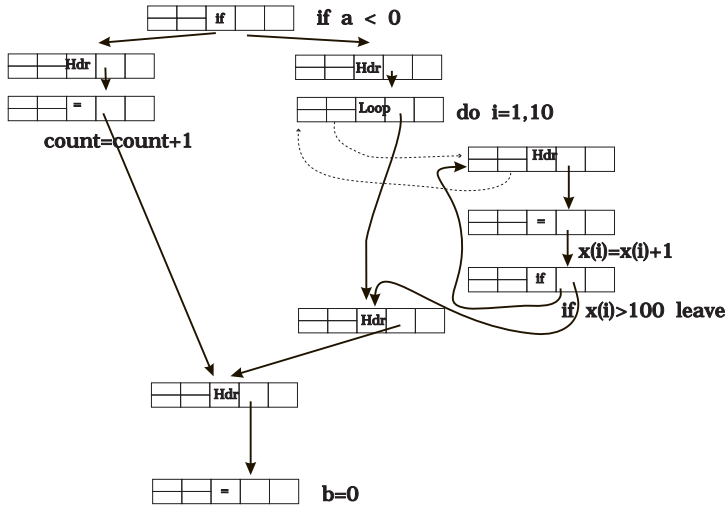 if
if a < 0
Hdr
Hdr
=
Loop
do i=1,10
count=count+1
Hdr
=
x(i)=x(i)+1
if
if x(i)>100 leave
Hdr
Hdr
=
b=0